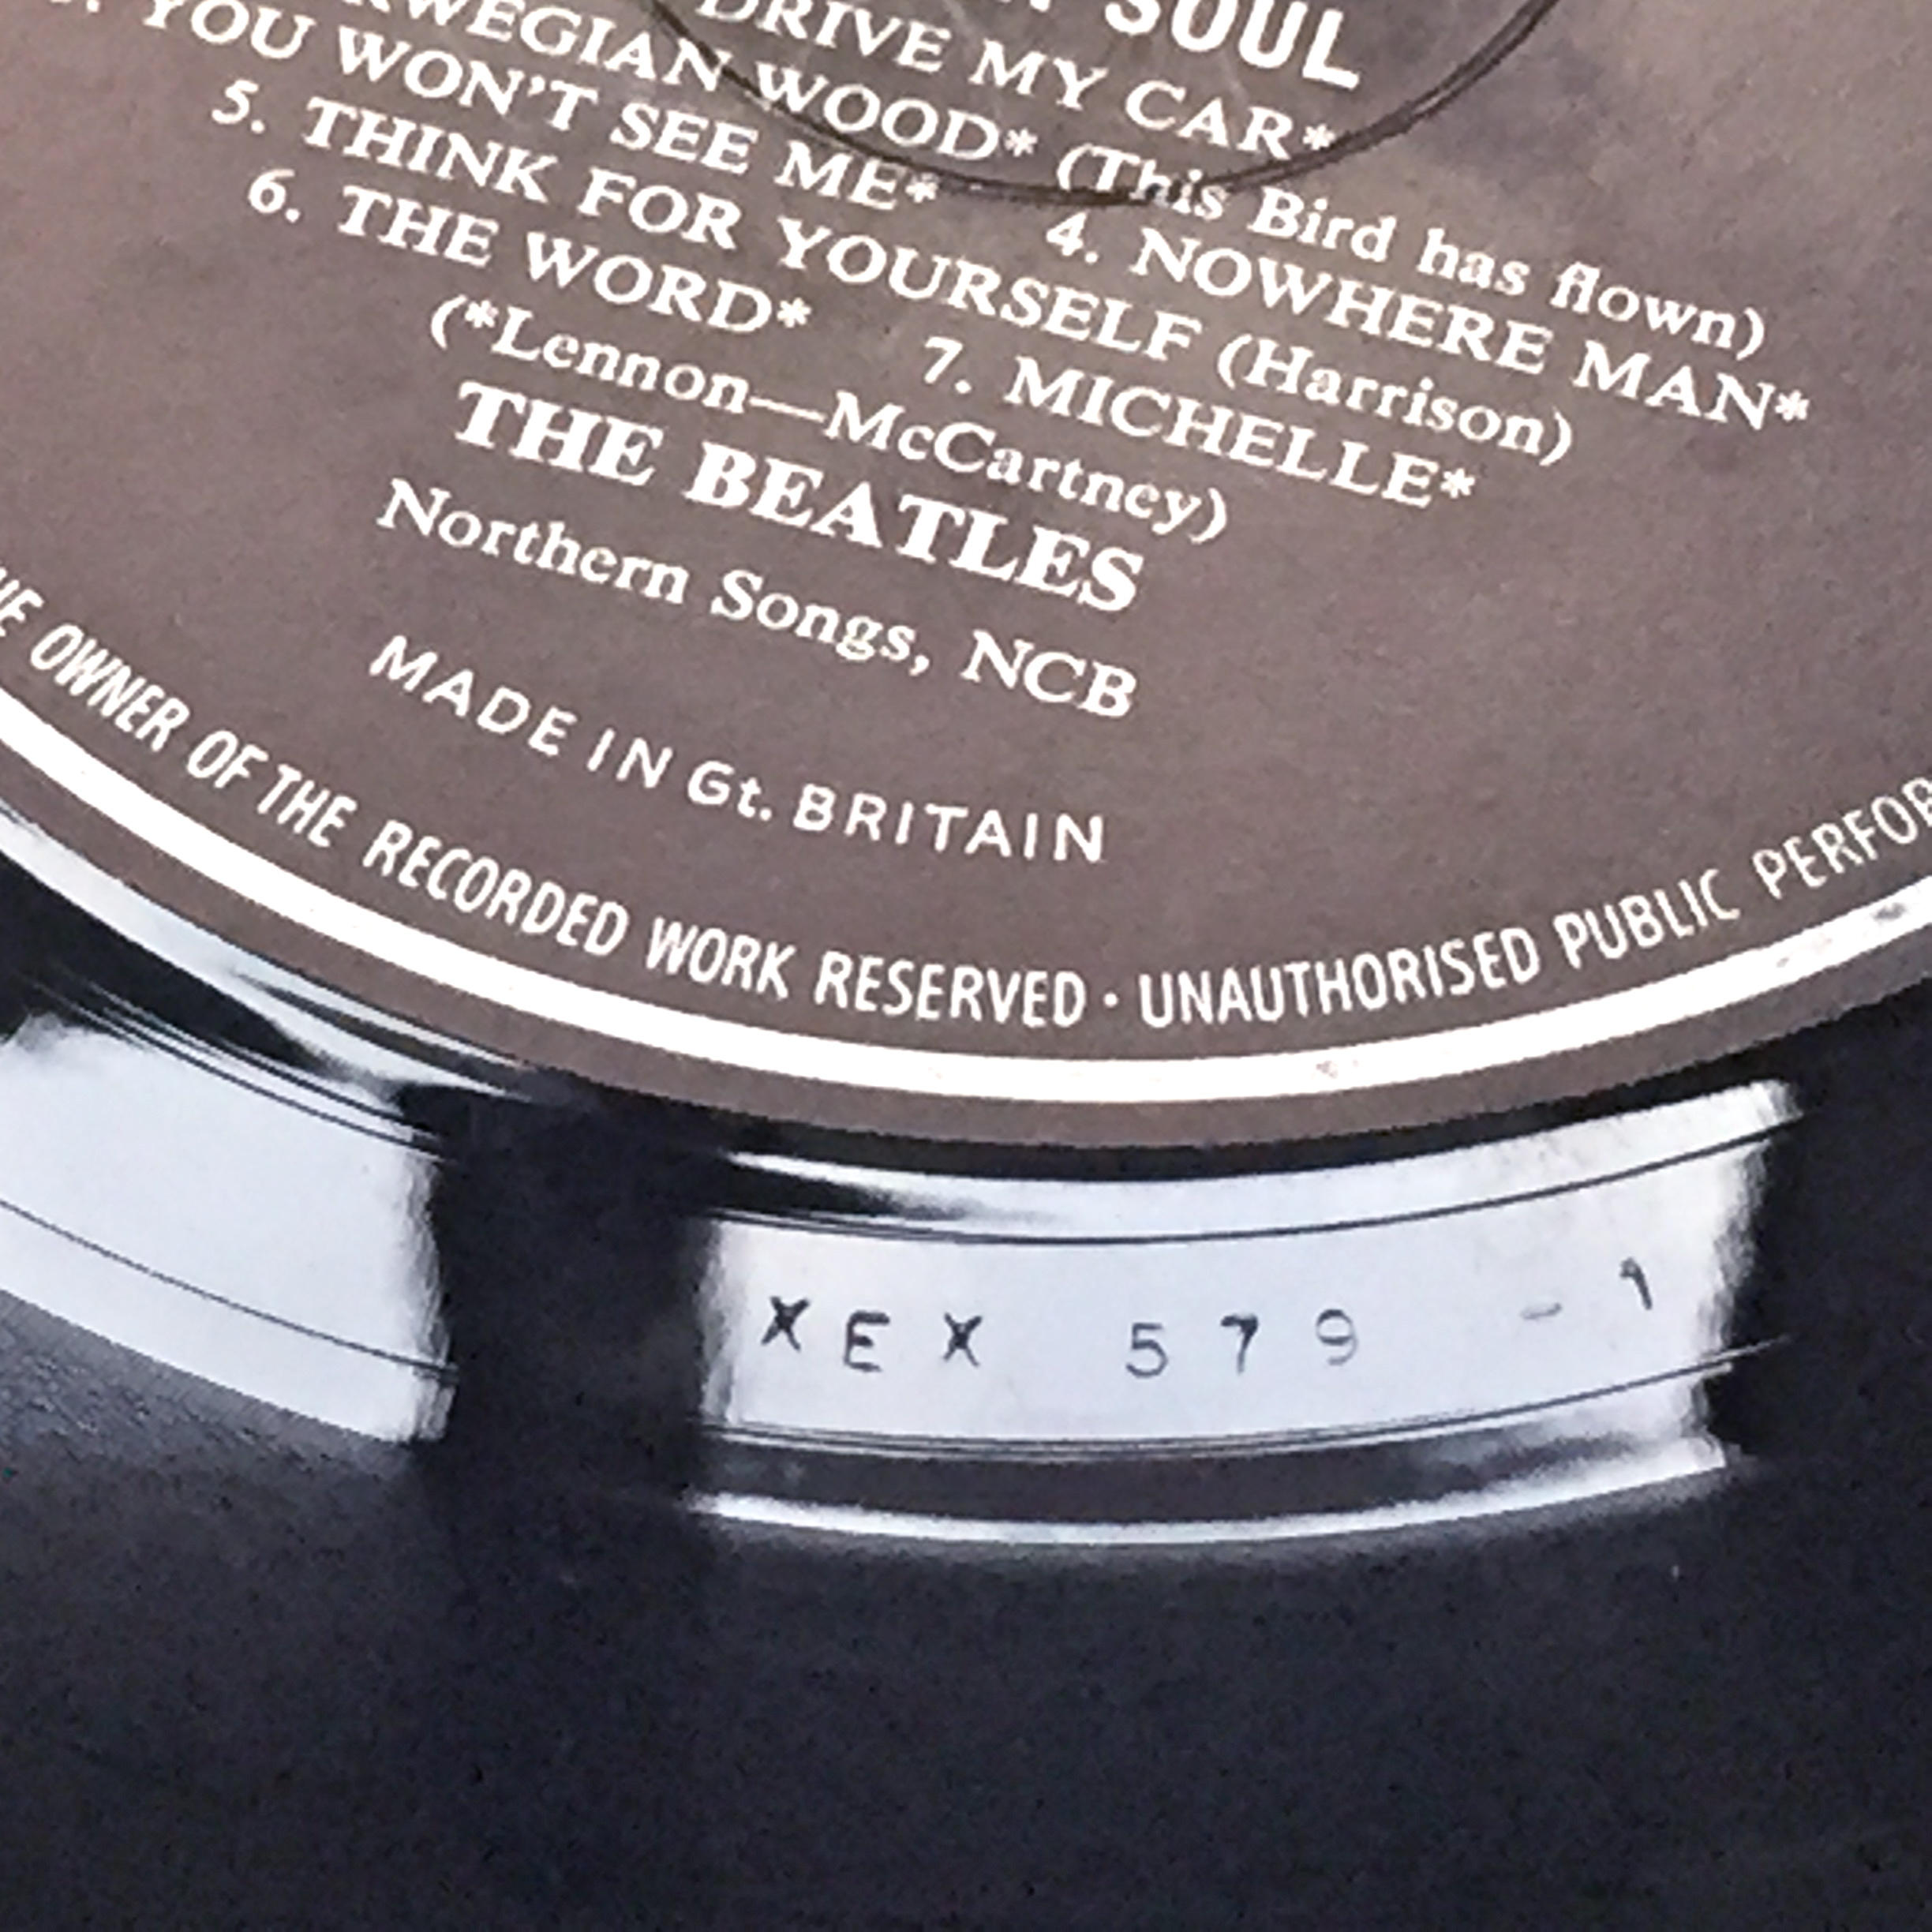 SOUL
DRIVE MY CAR*
WOOD* (This Bird has flown)
YOU WON'T SEE ME* 4. NOWHERE MAN*
5. THINK FOR YOURSELF (Harrison)
6. THE WORD* 7. MICHELLE*
(*Lennon—McCartney)
THE BEATLES
Northern Songs, NCB
MADE IN Gt. BRITAIN
OWNER OF THE RECORDED WORK RESERVED · UNAUTHORISED PUBLIC
XEX 579 -1